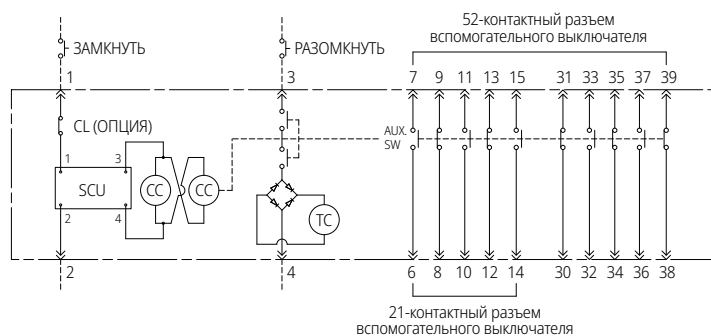 52-контактный разъем
вспомогательного выключателя
ЗАМКНУТЬ
РАЗОМКНУТЬ
1 3 7 9 11 13 15 31 33 35 37 39
CL (ОПЦИЯ)
AUX.
SW
1 3
SCU CC CC
2 4
TC
2 4 6 8 10 12 14 30 32 34 36 38
21-контактный разъем
вспомогательного выключателя